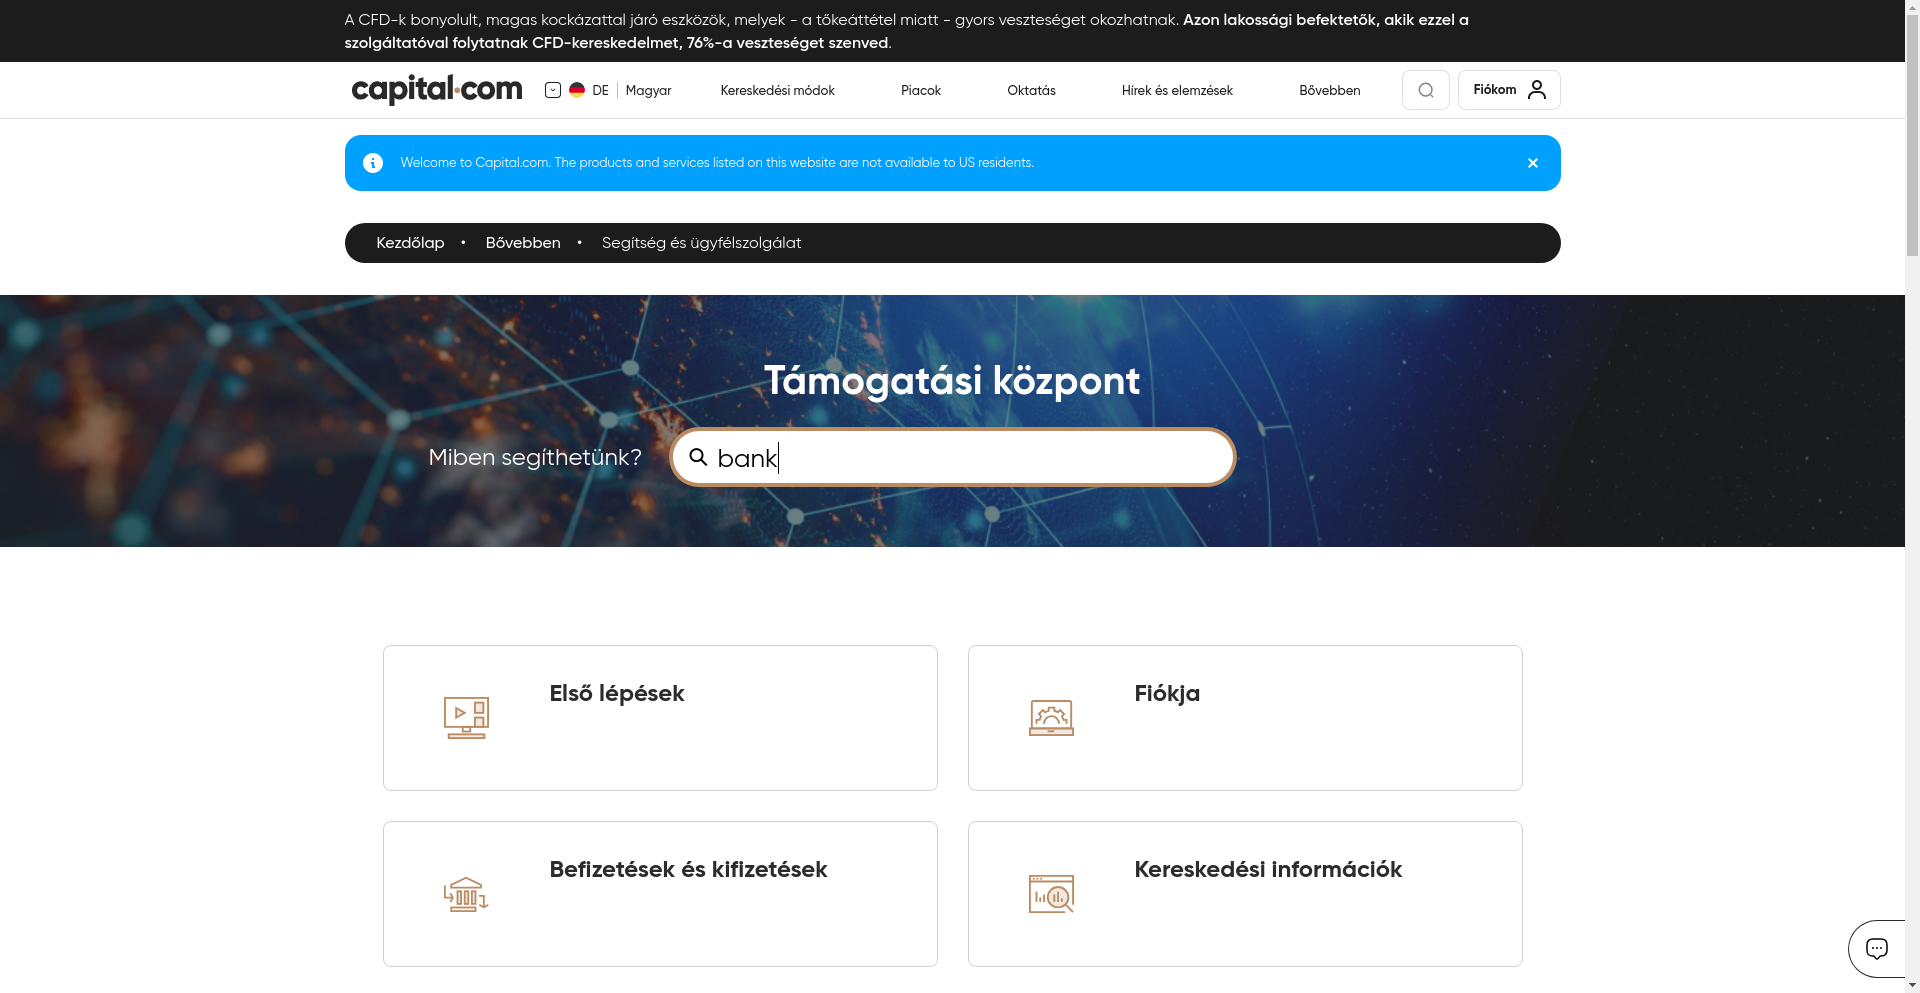 A CFD-k bonyolult, magas kockázattal járó eszközök, melyek - a tőkeáttétel miatt - gyors veszteséget okozhatnak. Azon lakossági befektetők, akik ezzel a
szolgáltatóval folytatnak CFD-kereskedelmet, 76%-a veszteséget szenved.
capital.com
DE
Magyar
Kereskedési módok
Piacok
Oktatás
Hírek és elemzések
Bővebben
Fiókom
Welcome to Capital.com. The products and services listed on this website are not available to US residents.
Kezdőlap • Bővebben • Segítség és ügyfélszolgálat
Támogatási központ
Miben segíthetünk?
bank
Első lépések
Fiókja
Befizetések és kifizetések
Kereskedési információk